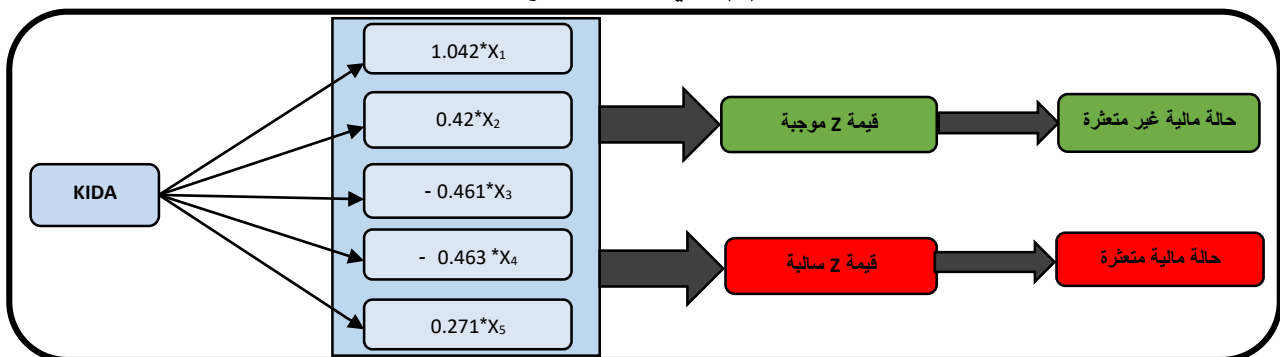 1.042*X₁
0.42*X₂
قيمة Z موجبة
حالة مالية غير متعثرة
KIDA
- 0.461*X₃
- 0.463 *X₄
قيمة Z سالبة
حالة مالية متعثرة
0.271*X₅